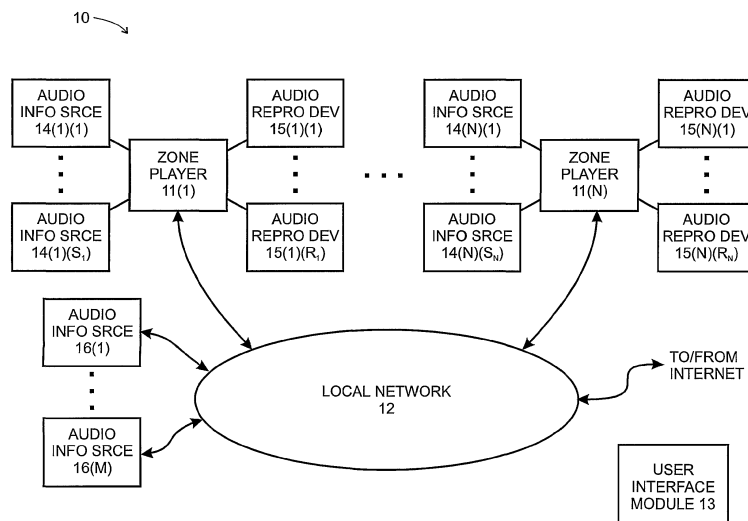 10
AUDIO
INFO SRCE
14(1)(1)
AUDIO
REPRO DEV
15(1)(1)
AUDIO
INFO SRCE
14(N)(1)
AUDIO
REPRO DEV
15(N)(1)
ZONE
PLAYER
11(1)
ZONE
PLAYER
11(N)
AUDIO
INFO SRCE
14(1)(S₁)
AUDIO
REPRO DEV
15(1)(R₁)
AUDIO
INFO SRCE
14(N)(S_N)
AUDIO
REPRO DEV
15(N)(R_N)
AUDIO
INFO SRCE
16(1)
AUDIO
INFO SRCE
16(M)
LOCAL NETWORK
12
TO/FROM
INTERNET
USER
INTERFACE
MODULE 13